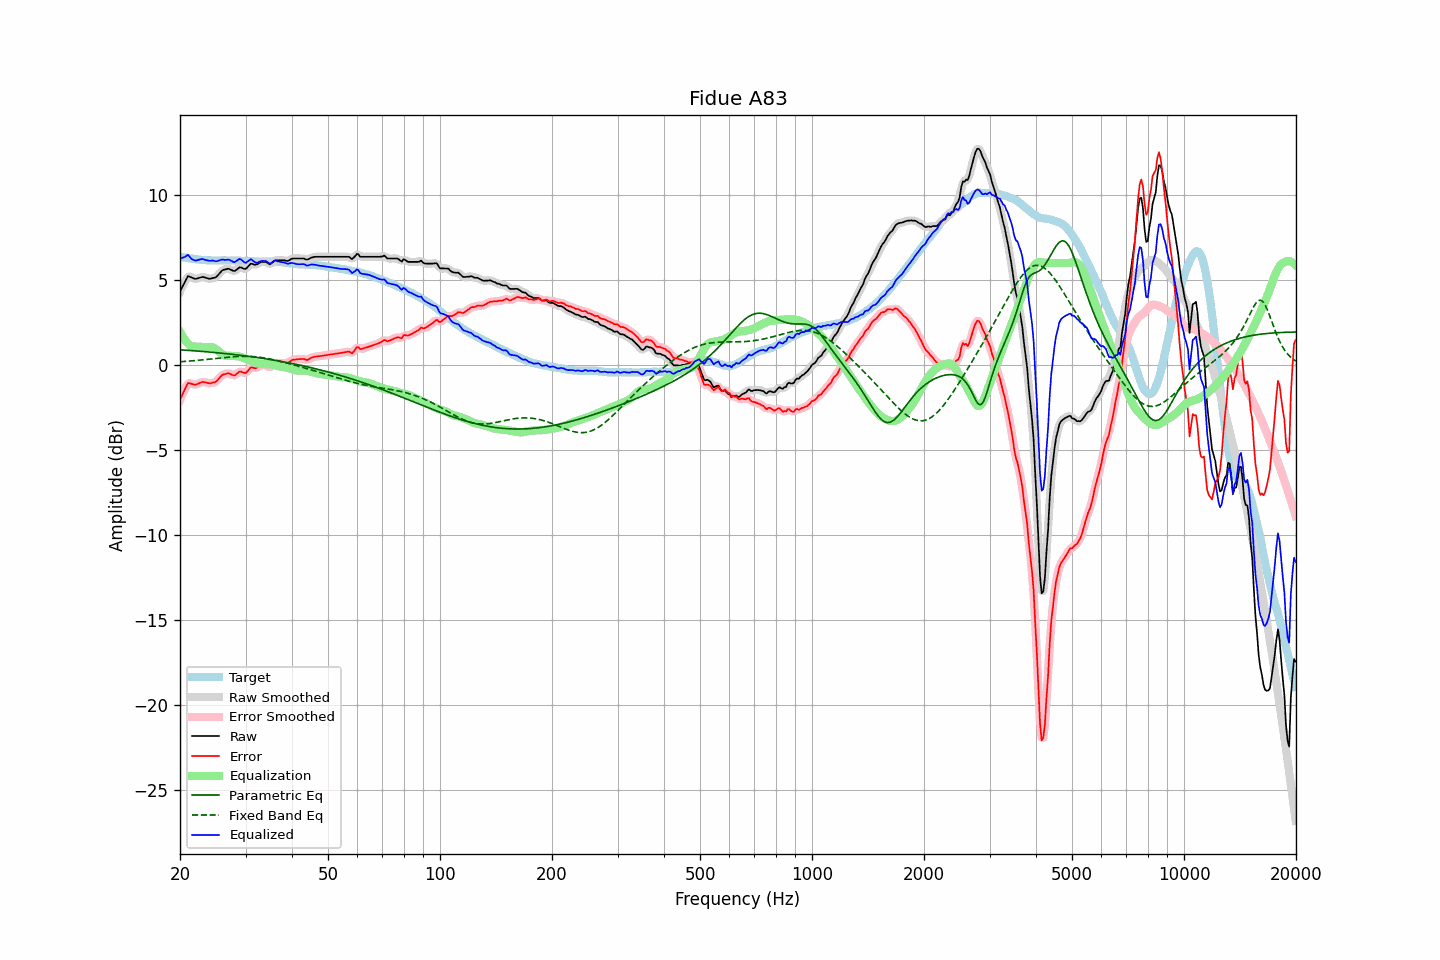 Fidue A83
10
5
0
−5
−10
−15
−20
−25
Amplitude (dBr)
Target
Raw Smoothed
Error Smoothed
Raw
Error
Equalization
Parametric Eq
Fixed Band Eq
Equalized
20 50 100 200 500 1000 2000 5000 10000 20000
Frequency (Hz)